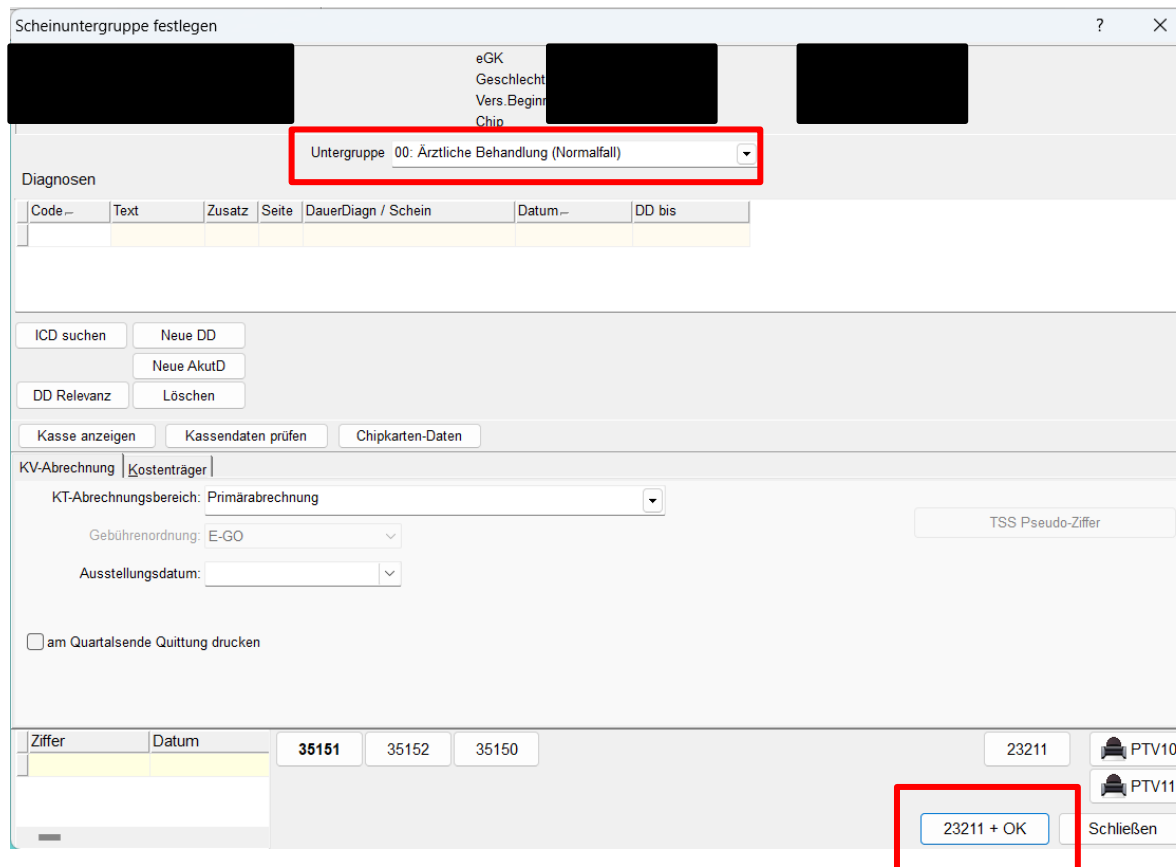 Scheinuntergruppe festlegen ?
eGK
Geschlecht
Vers.Beginn
Chip
Untergruppe 00: Ärztliche Behandlung (Normalfall)
Diagnosen
Code Text Zusatz Seite DauerDiagn / Schein Datum DD bis
ICD suchen Neue DD
Neue AkutD
DD Relevanz Löschen
Kasse anzeigen Kassendaten prüfen Chipkarten-Daten
KV-Abrechnung Kostenträger
KT-Abrechnungsbereich: Primärabrechnung
TSS Pseudo-Ziffer
Gebührenordnung: E-GO
Ausstellungsdatum:
am Quartalsende Quittung drucken
Ziffer Datum 35151 35152 35150 23211 PTV10
PTV11
23211 + OK Schließen